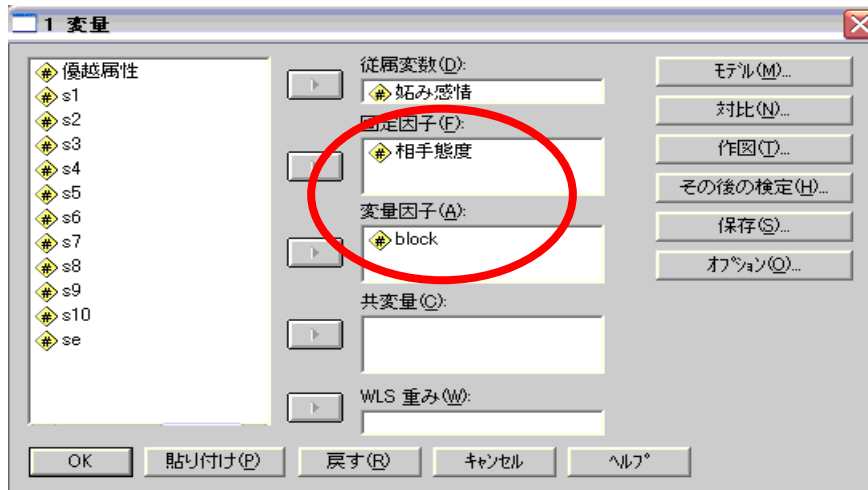 1 変量
優越属性
s1
s2
s3
s4
s5
s6
s7
s8
s9
s10
se
従属変数(D):
妬み感情
固定因子(F):
相手態度
変量因子(A):
block
共変量(C):
WLS 重み(W):
モデル(M)...
対比(N)...
作図(T)...
その後の検定(H)...
保存(S)...
オプション(O)...
OK
貼り付け(P)
戻す(R)
キャンセル
ヘルプ